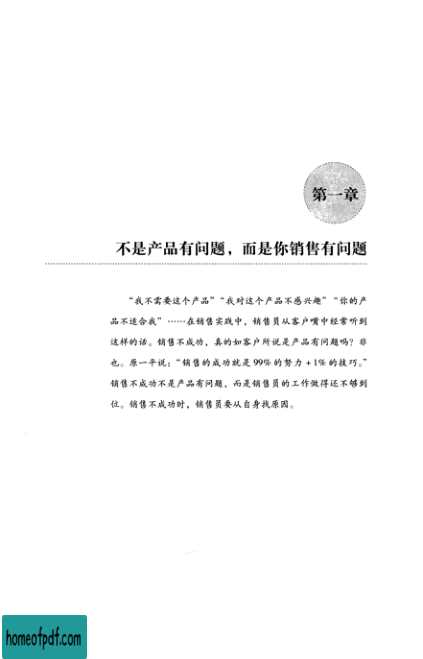 第一章
不是产品有问题，而是你销售有问题
“我不需要这个产品”“我对这个产品不感兴趣”“你的产
品不适合我”……在销售实践中，销售员从客户嘴中经常听到
这样的话。销售不成功，真的如客户所说是产品有问题吗？非
也。原一平说：“销售的成功就是99%的努力+1%的技巧。”
销售不成功不是产品有问题，而是销售员的工作做得还不够到
位。销售不成功时，销售员要从自身找原因。
homeofpdf.com